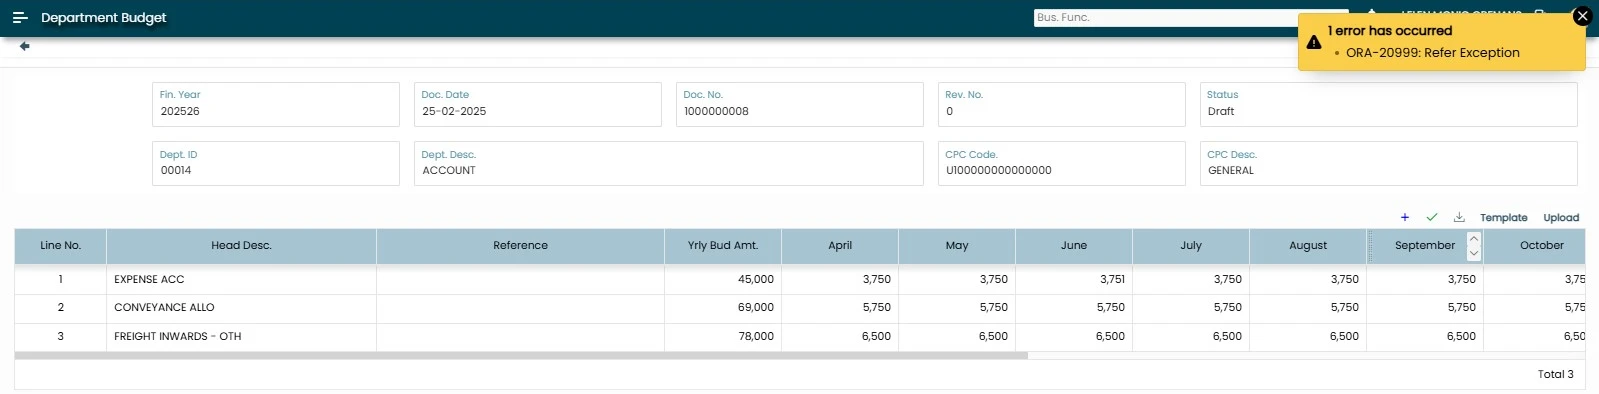 Department Budget
Bus. Func.
1 error has occurred
ORA-20999: Refer Exception
Fin. Year
202526
Doc. Date
25-02-2025
Doc. No.
1000000008
Rev. No.
0
Status
Draft
Dept. ID
00014
Dept. Desc.
ACCOUNT
CPC Code.
U100000000000000
CPC Desc.
GENERAL
+ Template Upload
Line No. Head Desc. Reference Yrly Bud Amt. April May June July August September October
1 EXPENSE ACC 45,000 3,750 3,750 3,751 3,750 3,750 3,750
2 CONVEYANCE ALLO 69,000 5,750 5,750 5,750 5,750 5,750 5,750
3 FREIGHT INWARDS - OTH 78,000 6,500 6,500 6,500 6,500 6,500 6,500
Total 3